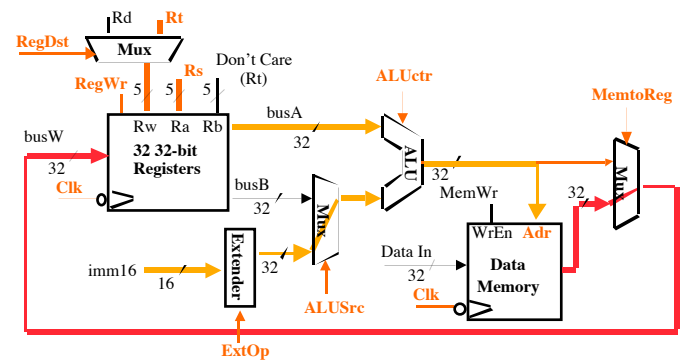 Rd
Rt
RegDst
Mux
Don't Care
(Rt)
Rs
RegWr
5
5
5
ALUctr
MemtoReg
busW
32
Rw Ra Rb
32 32-bit
Registers
busA
32
Clk
busB
32
ALU
32
Mux
MemWr
32
Mux
WrEn
Adr
imm16
16
Extender
32
Data In
32
Data
Memory
Clk
ALUSrc
ExtOp